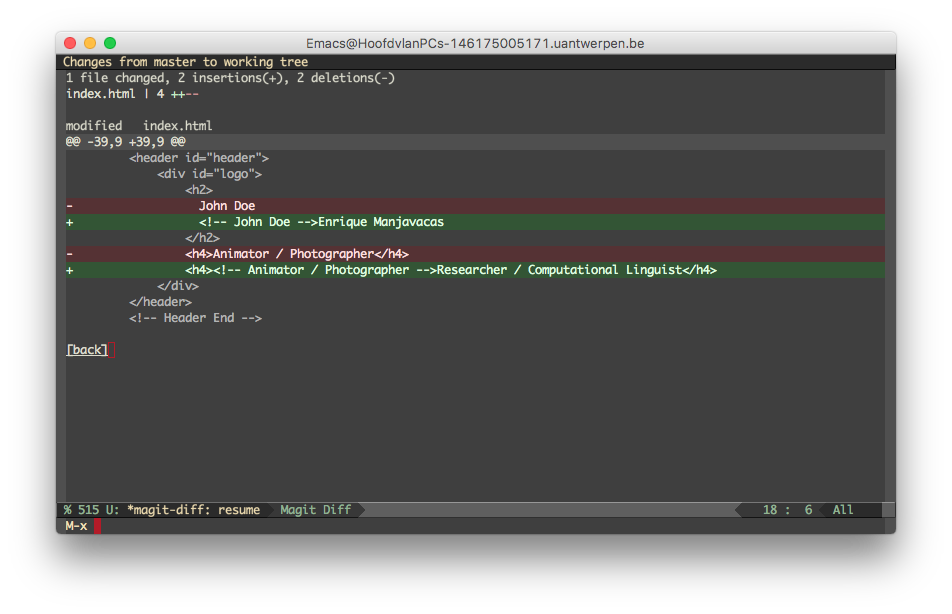 Emacs@HoofdvlanPCs-146175005171.uantwerpen.be
Changes from master to working tree
1 file changed, 2 insertions(+), 2 deletions(-)
index.html | 4 ++--
modified   index.html
@@ -39,9 +39,9 @@
         <header id="header">
             <div id="logo">
                 <h2>
-                  John Doe
+                  <!-- John Doe -->Enrique Manjavacas
                 </h2>
-                <h4>Animator / Photographer</h4>
+                <h4><!-- Animator / Photographer -->Researcher / Computational Linguist</h4>
             </div>
         </header>
         <!-- Header End -->
[back]
% 515 U: *magit-diff: resume   Magit Diff   18 :  6   All
M-x